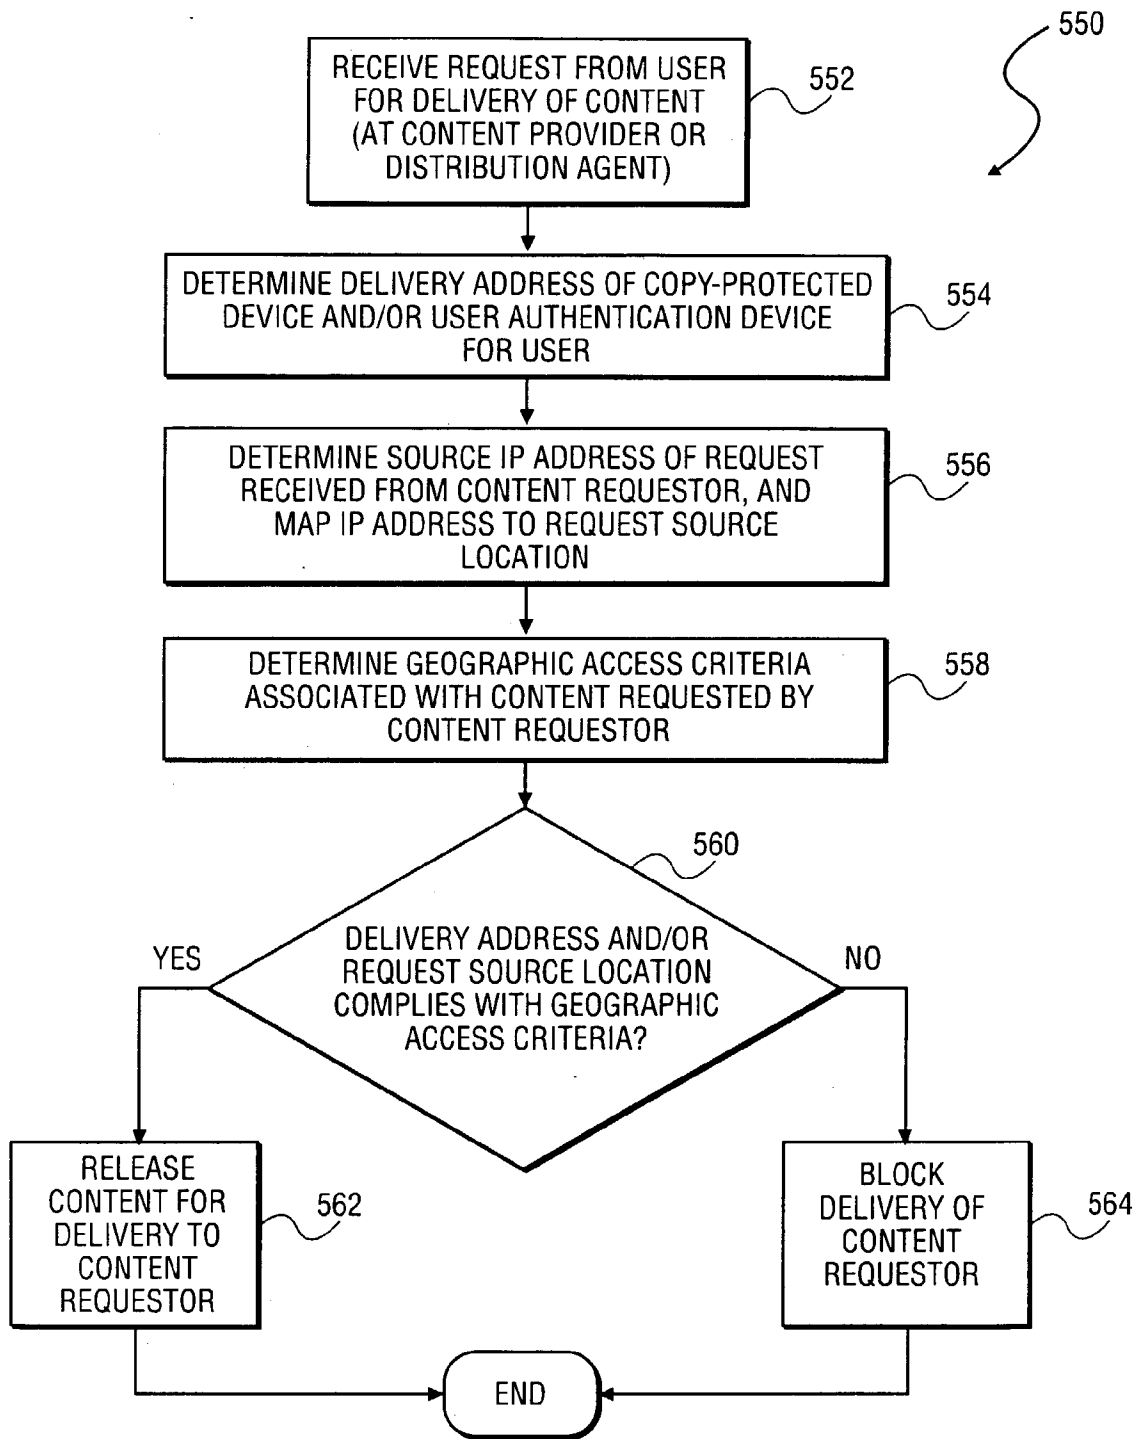 550
RECEIVE REQUEST FROM USER
FOR DELIVERY OF CONTENT
(AT CONTENT PROVIDER OR
DISTRIBUTION AGENT)
552
DETERMINE DELIVERY ADDRESS OF COPY-PROTECTED
DEVICE AND/OR USER AUTHENTICATION DEVICE
FOR USER
554
DETERMINE SOURCE IP ADDRESS OF REQUEST
RECEIVED FROM CONTENT REQUESTOR, AND
MAP IP ADDRESS TO REQUEST SOURCE
LOCATION
556
DETERMINE GEOGRAPHIC ACCESS CRITERIA
ASSOCIATED WITH CONTENT REQUESTED BY
CONTENT REQUESTOR
558
560
DELIVERY ADDRESS AND/OR
REQUEST SOURCE LOCATION
COMPLIES WITH GEOGRAPHIC
ACCESS CRITERIA?
YES
NO
RELEASE
CONTENT FOR
DELIVERY TO
CONTENT
REQUESTOR
562
BLOCK
DELIVERY OF
CONTENT
REQUESTOR
564
END